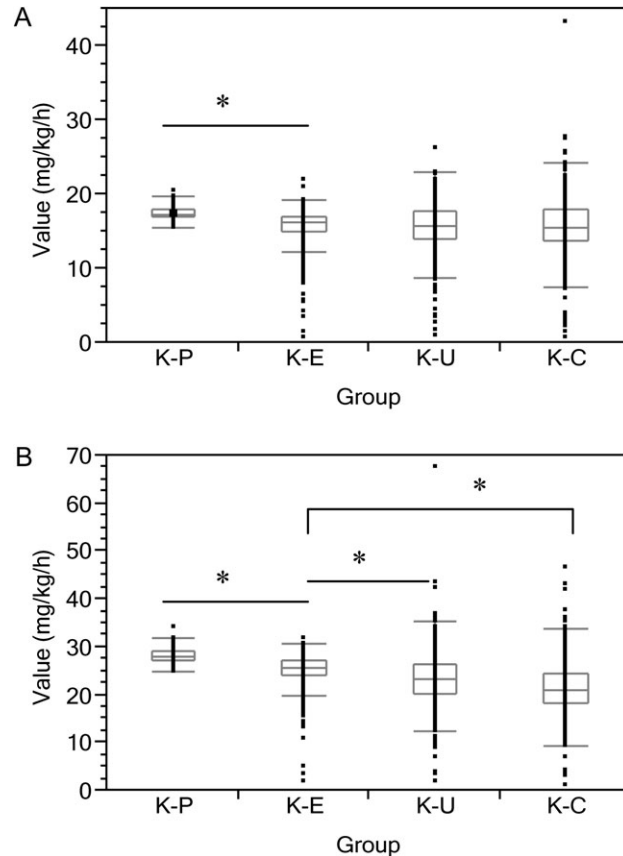 A
Value (mg/kg/h)
40
30
20
10
0
*
K-P K-E K-U K-C
Group
B
Value (mg/kg/h)
70
60
50
40
30
20
10
0
* * *
K-P K-E K-U K-C
Group